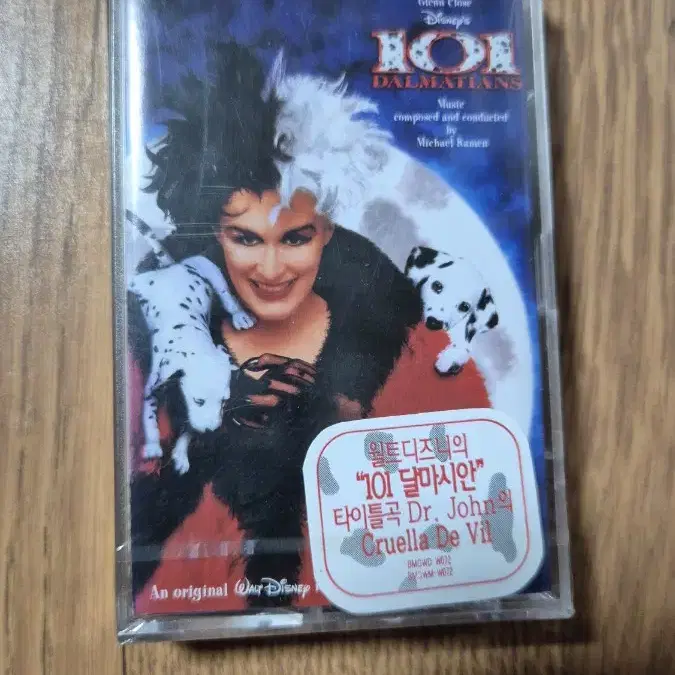 Glenn Close
DISNEY'S
101
DALMATIANS
Music
composed and conducted
by
Michael Kamen
월트디즈니의
"101 달마시안"
타이틀곡 Dr. John의
Cruella De Vil
BMGWD W072
An original WALT DISNEY